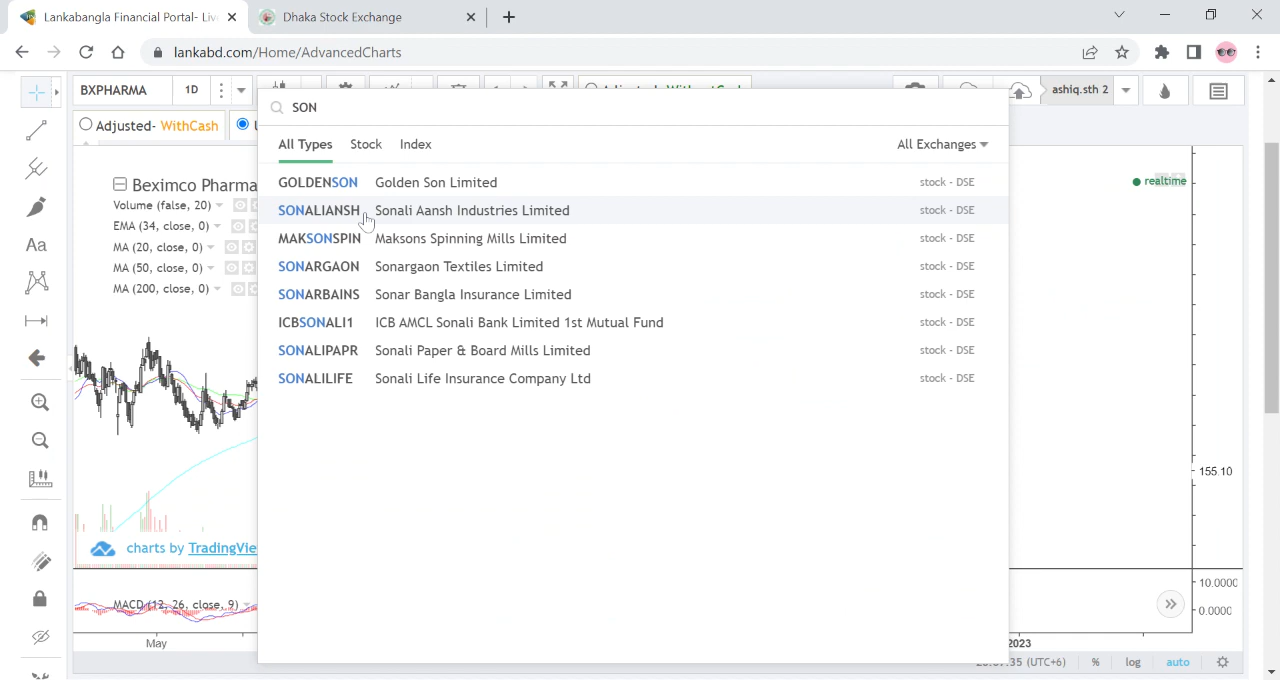 Lankabangla Financial Portal- Liv
Dhaka Stock Exchange
lankabd.com/Home/AdvancedCharts
BXPHARMA
1D
ashiq.sth 2
SON
Adjusted- WithCash
All Types
Stock
Index
All Exchanges
GOLDENSON Golden Son Limited stock - DSE
SONALIANSH Sonali Aansh Industries Limited stock - DSE
MAKSONSPIN Maksons Spinning Mills Limited stock - DSE
SONARGAON Sonargaon Textiles Limited stock - DSE
SONARBAINS Sonar Bangla Insurance Limited stock - DSE
ICBSONALI1 ICB AMCL Sonali Bank Limited 1st Mutual Fund stock - DSE
SONALIPAPR Sonali Paper & Board Mills Limited stock - DSE
SONALILIFE Sonali Life Insurance Company Ltd stock - DSE
Beximco Pharma
Volume (false, 20)
EMA (34, close, 0)
MA (20, close, 0)
MA (50, close, 0)
MA (200, close, 0)
Aa
realtime
155.10
charts by TradingVie
MACD (12, 26, close, 9)
10.0000
0.0000
May
2023
(UTC+6)
%
log
auto